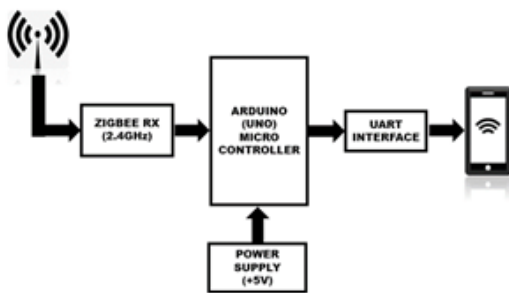 ZIGBEE RX
(2.4GHz)
ARDUINO
(UNO)
MICRO
CONTROLLER
UART
INTERFACE
POWER
SUPPLY
(+5V)